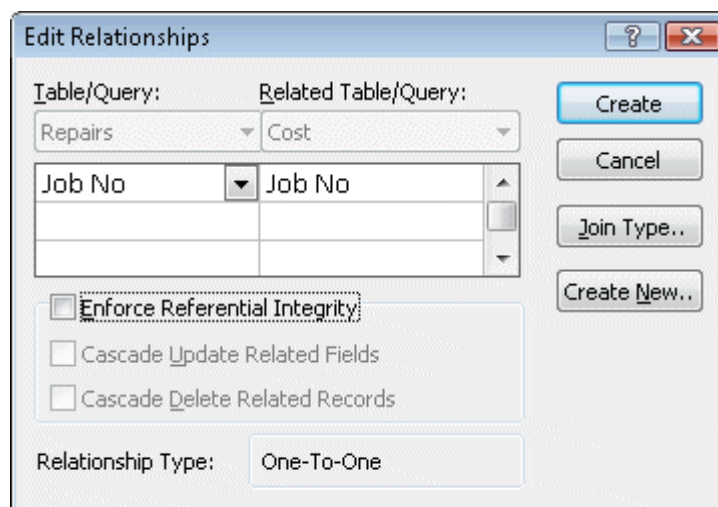 Edit Relationships
Table/Query: Related Table/Query:
Repairs Cost
Job No Job No
Enforce Referential Integrity
Cascade Update Related Fields
Cascade Delete Related Records
Relationship Type: One-To-One
Create
Cancel
Join Type..
Create New..